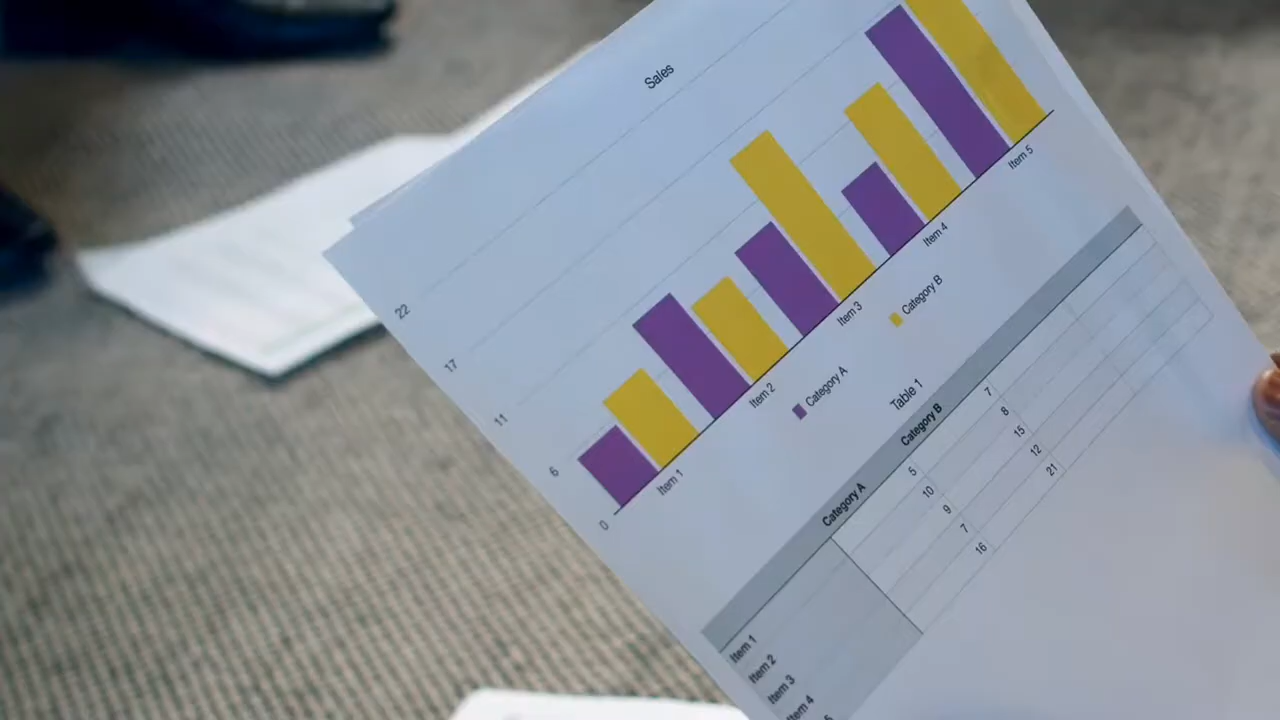 Sales
22
17
11
6
0
Item 1
Item 2
Item 3
Item 4
Item 5
Category A
Category B
Table 1
Category A Category B
Item 1 5 7
Item 2 10 8
Item 3 9 15
Item 4 7 12
5 16 21